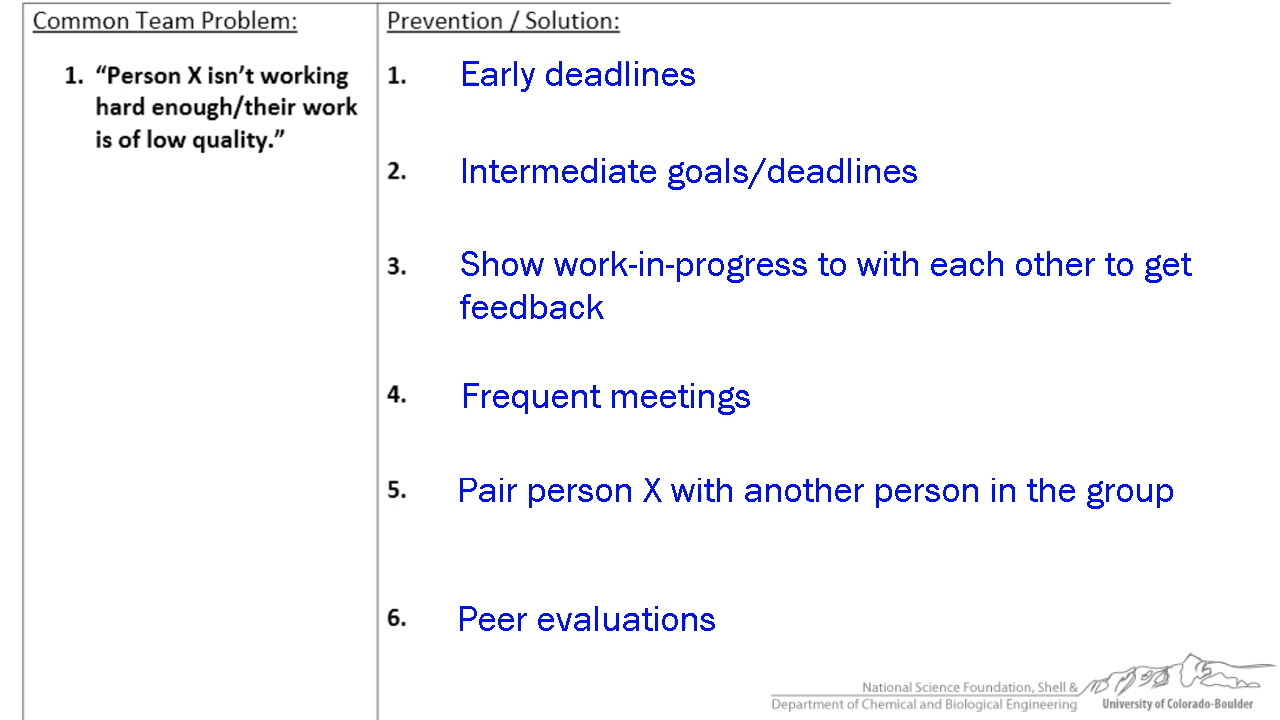 Common Team Problem:
Prevention / Solution:
1. “Person X isn’t working
hard enough/their work
is of low quality.”
1. Early deadlines
2. Intermediate goals/deadlines
3. Show work-in-progress to with each other to get
feedback
4. Frequent meetings
5. Pair person X with another person in the group
6. Peer evaluations
National Science Foundation, Shell &
Department of Chemical and Biological Engineering
University of Colorado-Boulder